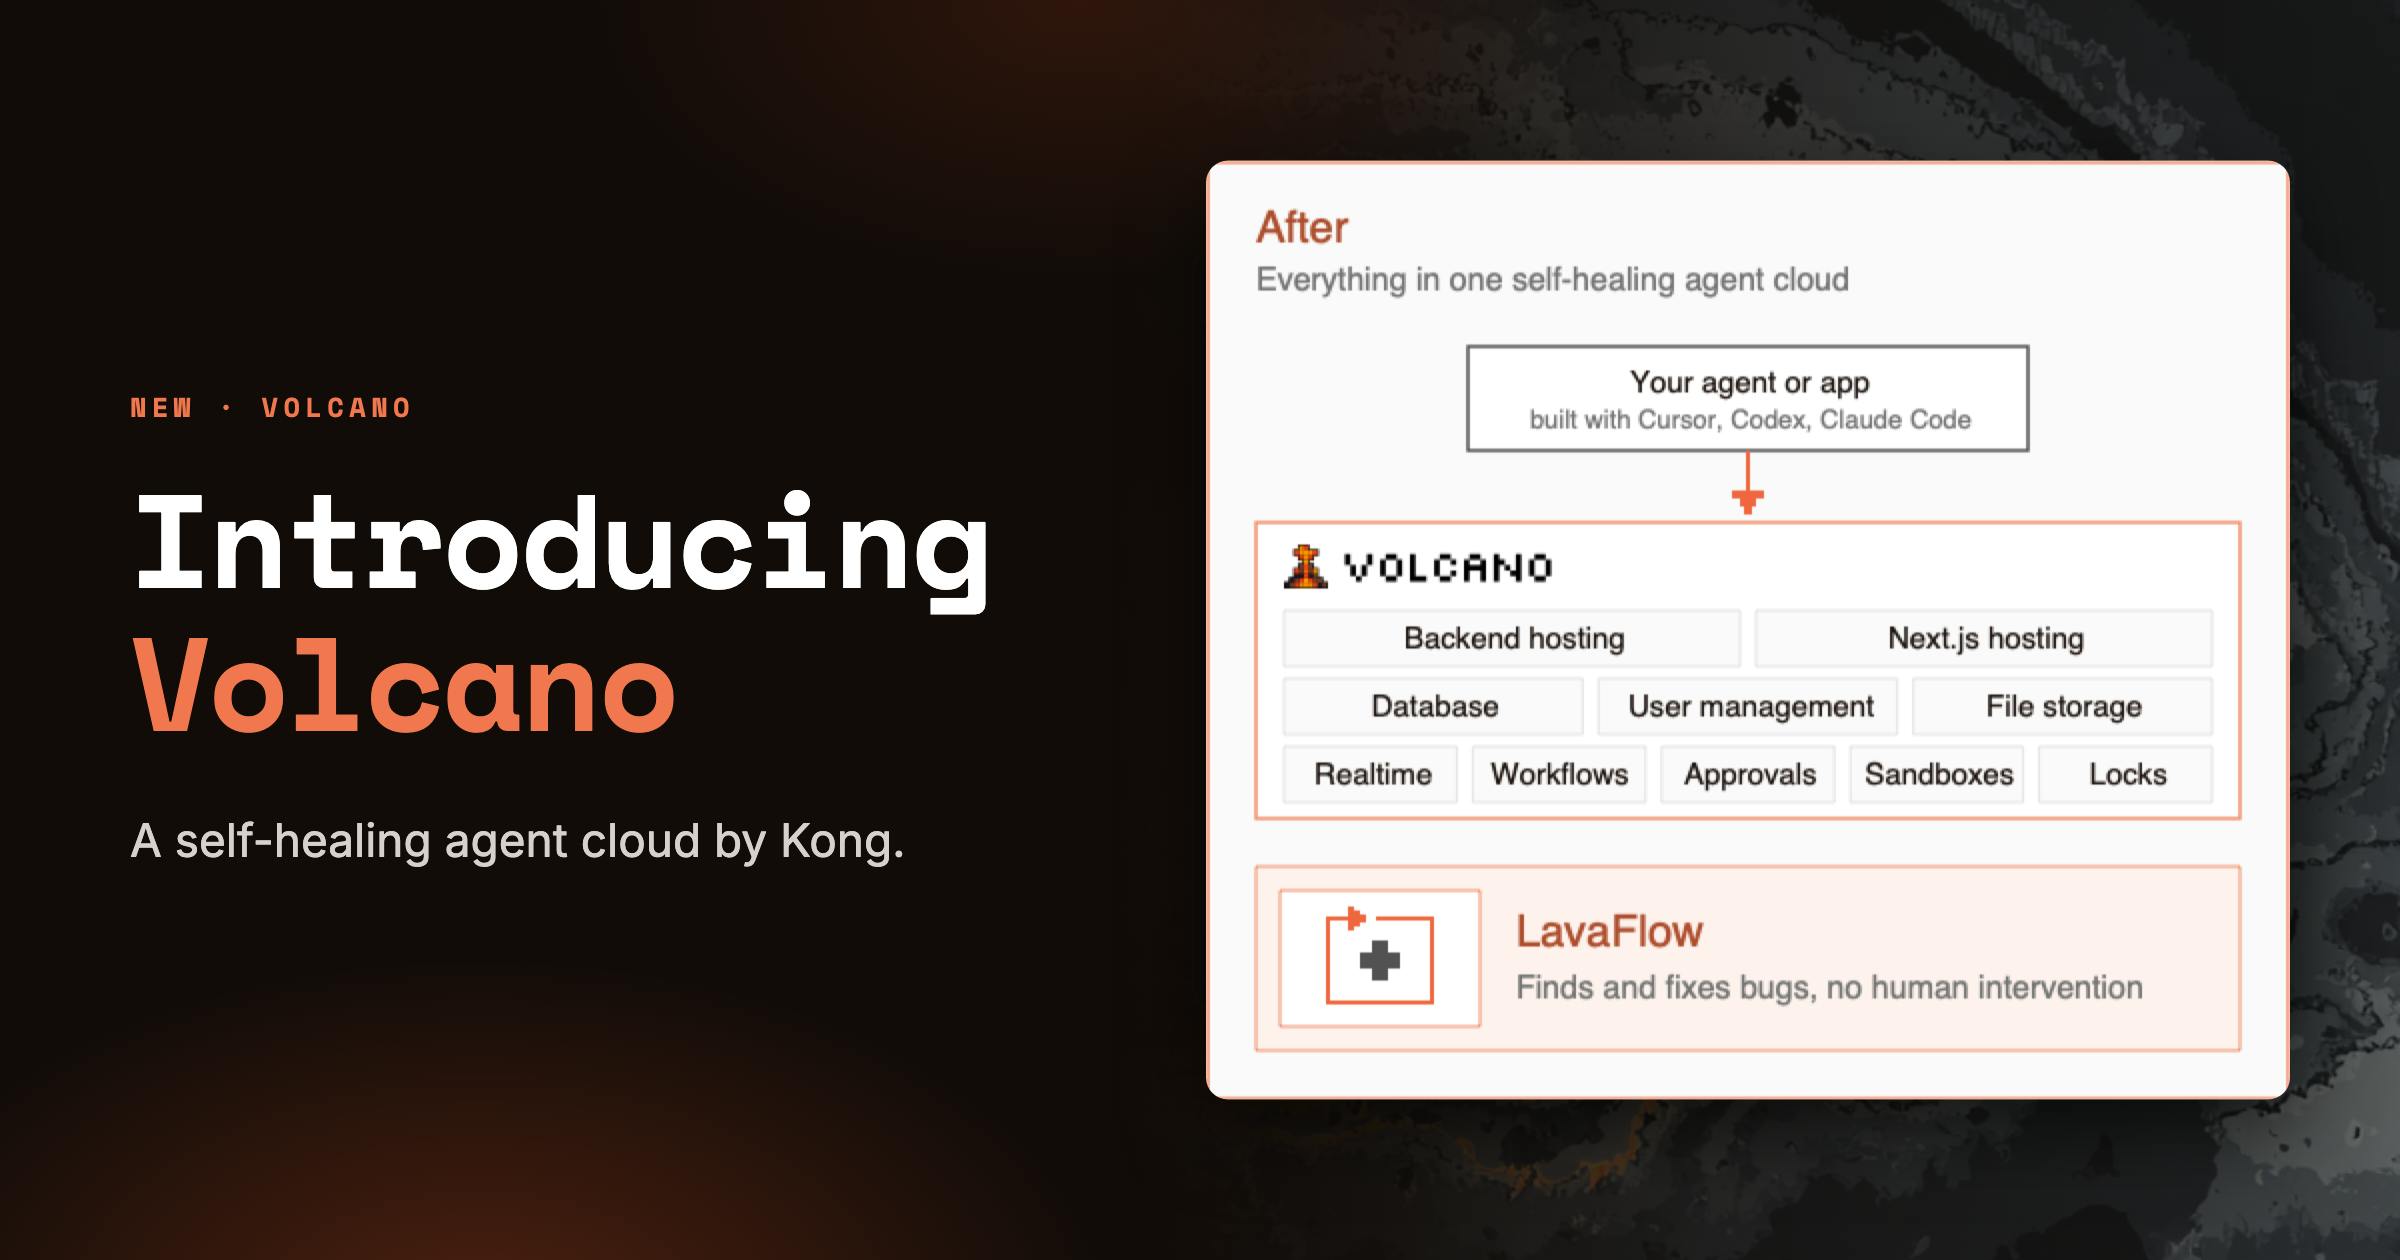 NEW · VOLCANO
Introducing
Volcano
A self-healing agent cloud by Kong.
After
Everything in one self-healing agent cloud
Your agent or app
built with Cursor, Codex, Claude Code
VOLCANO
Backend hosting
Next.js hosting
Database
User management
File storage
Realtime
Workflows
Approvals
Sandboxes
Locks
LavaFlow
Finds and fixes bugs, no human intervention